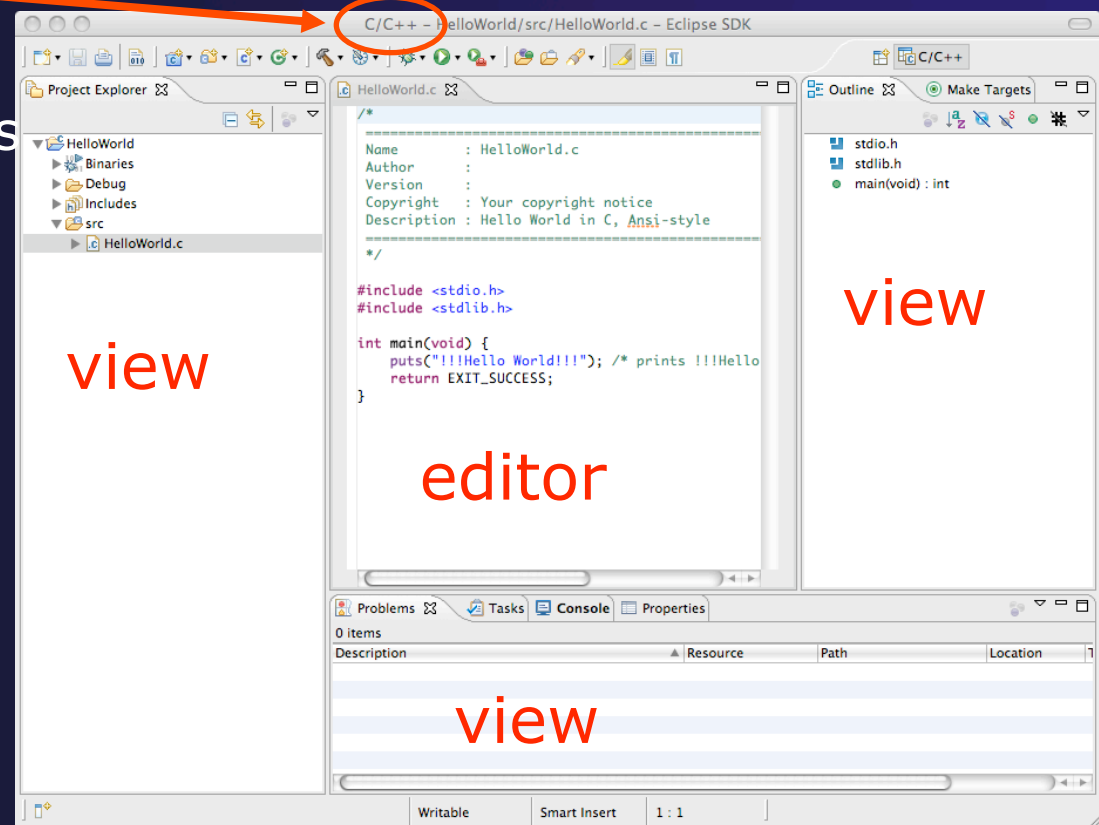 C/C++ – HelloWorld/src/HelloWorld.c – Eclipse SDK
010
C/C++
s
Project Explorer
HelloWorld
Binaries
Debug
Includes
src
HelloWorld.c
view
HelloWorld.c
/*
============================================
Name : HelloWorld.c
Author :
Version :
Copyright : Your copyright notice
Description : Hello World in C, Ansi-style
============================================
*/
#include <stdio.h>
#include <stdlib.h>
int main(void) {
puts("!!!Hello World!!!"); /* prints !!!Hello
return EXIT_SUCCESS;
}
editor
Outline Make Targets
stdio.h
stdlib.h
main(void) : int
view
Problems Tasks Console Properties
0 items
Description Resource Path Location T
view
Writable Smart Insert 1 : 1